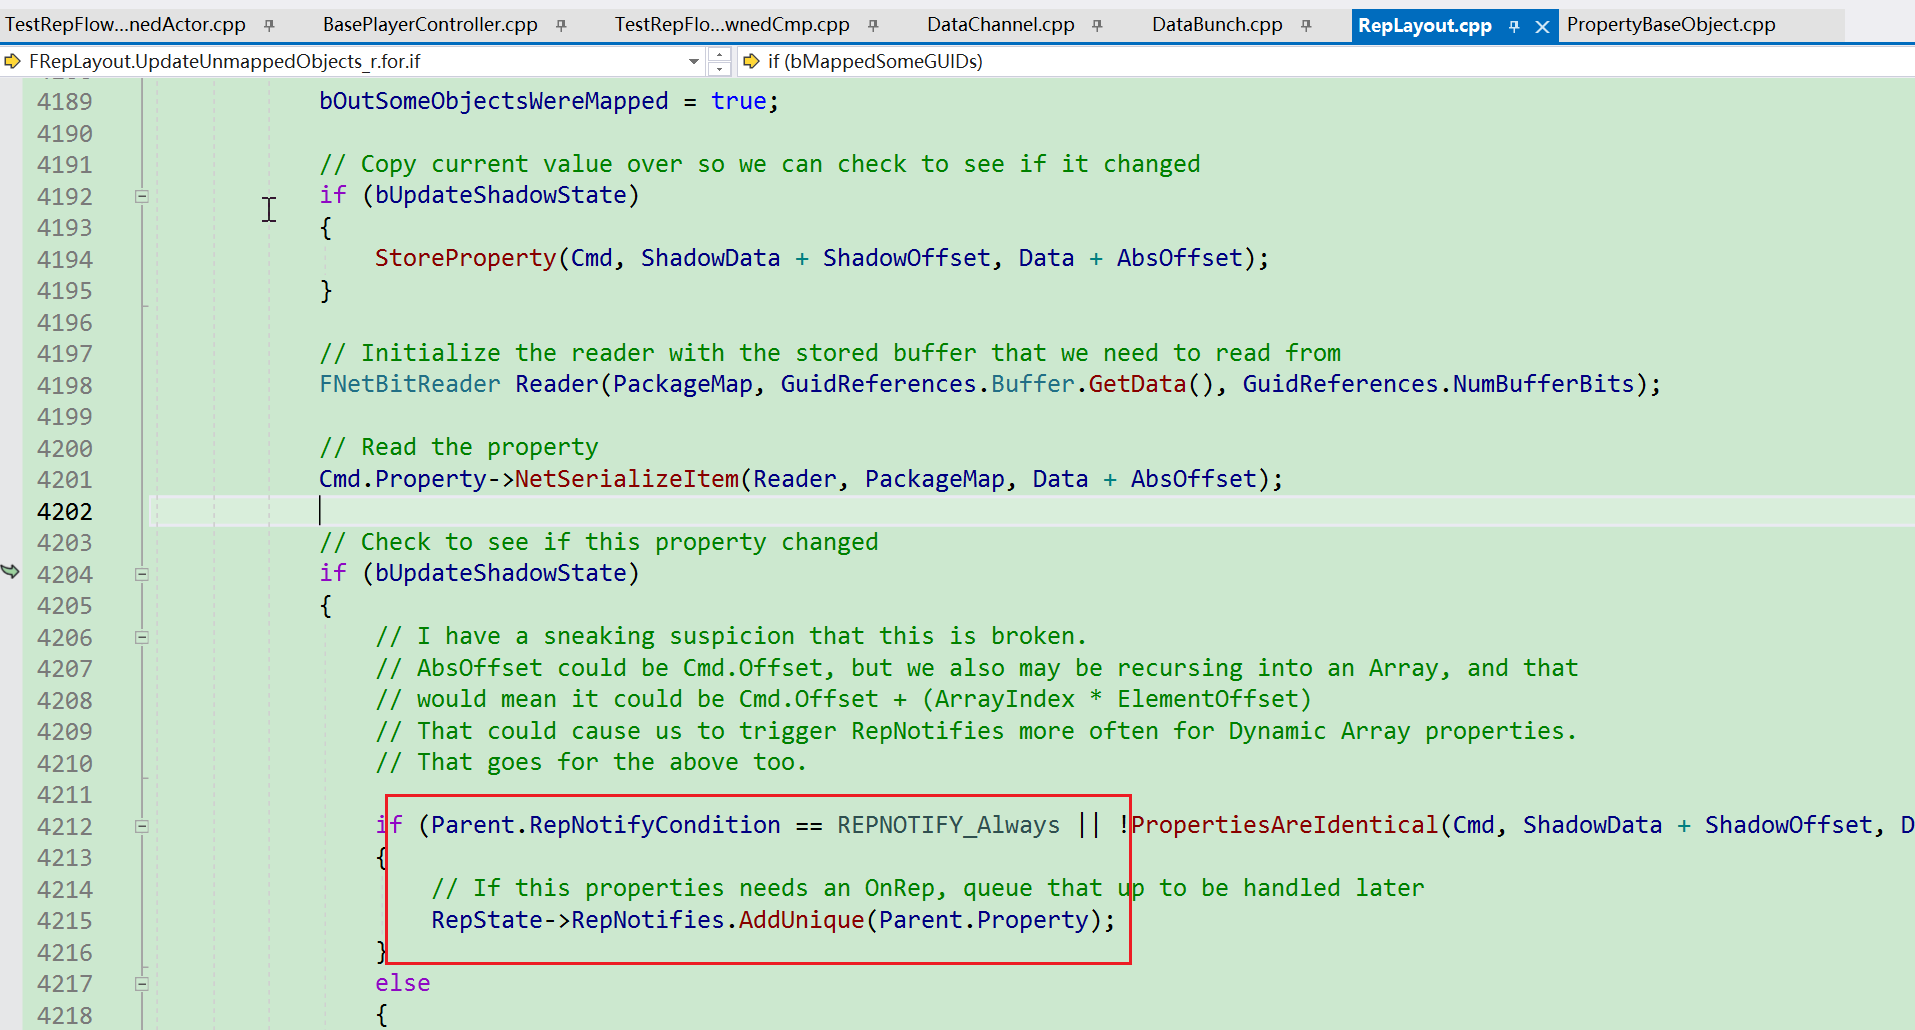 TestRepFlow...nedActor.cpp BasePlayerController.cpp TestRepFlo...wnedCmp.cpp DataChannel.cpp DataBunch.cpp RepLayout.cpp PropertyBaseObject.cpp
FRepLayout.UpdateUnmappedObjects_r.for.if if (bMappedSomeGUIDs)
4189 bOutSomeObjectsWereMapped = true;
4190
4191 // Copy current value over so we can check to see if it changed
4192 if (bUpdateShadowState)
4193 {
4194 StoreProperty(Cmd, ShadowData + ShadowOffset, Data + AbsOffset);
4195 }
4196
4197 // Initialize the reader with the stored buffer that we need to read from
4198 FNetBitReader Reader(PackageMap, GuidReferences.Buffer.GetData(), GuidReferences.NumBufferBits);
4199
4200 // Read the property
4201 Cmd.Property->NetSerializeItem(Reader, PackageMap, Data + AbsOffset);
4202
4203 // Check to see if this property changed
4204 if (bUpdateShadowState)
4205 {
4206 // I have a sneaking suspicion that this is broken.
4207 // AbsOffset could be Cmd.Offset, but we also may be recursing into an Array, and that
4208 // would mean it could be Cmd.Offset + (ArrayIndex * ElementOffset)
4209 // That could cause us to trigger RepNotifies more often for Dynamic Array properties.
4210 // That goes for the above too.
4211
4212 if (Parent.RepNotifyCondition == REPNOTIFY_Always || !PropertiesAreIdentical(Cmd, ShadowData + ShadowOffset, D
4213 {
4214 // If this properties needs an OnRep, queue that up to be handled later
4215 RepState->RepNotifies.AddUnique(Parent.Property);
4216 }
4217 else
4218 {